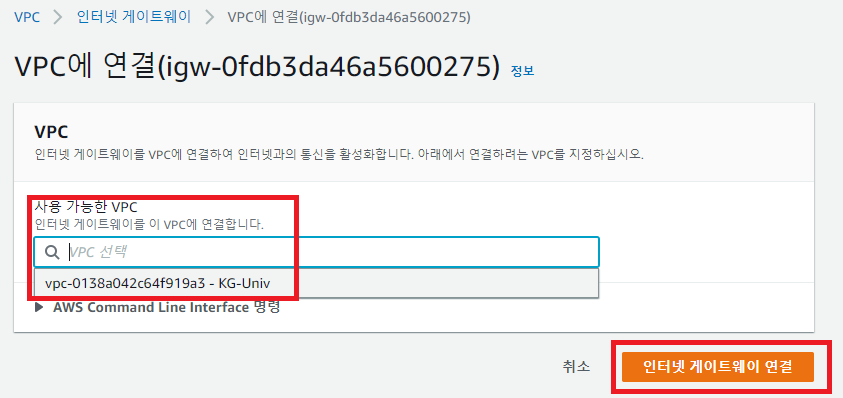 VPC > 인터넷 게이트웨이 > VPC에 연결(igw-0fdb3da46a5600275)
VPC에 연결(igw-0fdb3da46a5600275) 정보
VPC
인터넷 게이트웨이를 VPC에 연결하여 인터넷과의 통신을 활성화합니다. 아래에서 연결하려는 VPC를 지정하십시오.
사용 가능한 VPC
인터넷 게이트웨이를 이 VPC에 연결합니다.
VPC 선택
vpc-0138a042c64f919a3 - KG-Univ
▶ AWS Command Line Interface 명령
취소 인터넷 게이트웨이 연결